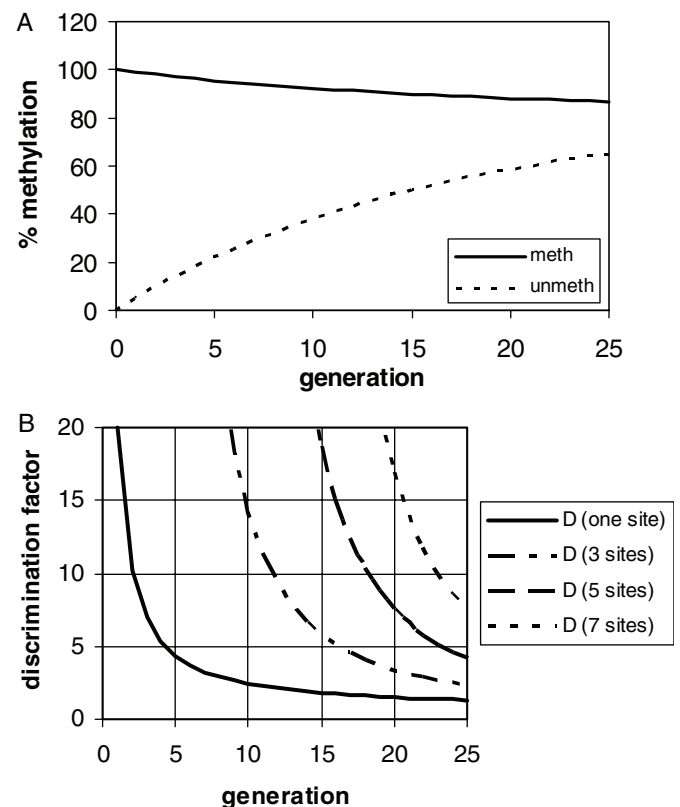 A
120
100
80
60
40
20
0
% methylation
meth
unmeth
0 5 10 15 20 25
generation
B
20
15
10
5
0
discrimination factor
D (one site)
D (3 sites)
D (5 sites)
D (7 sites)
0 5 10 15 20 25
generation